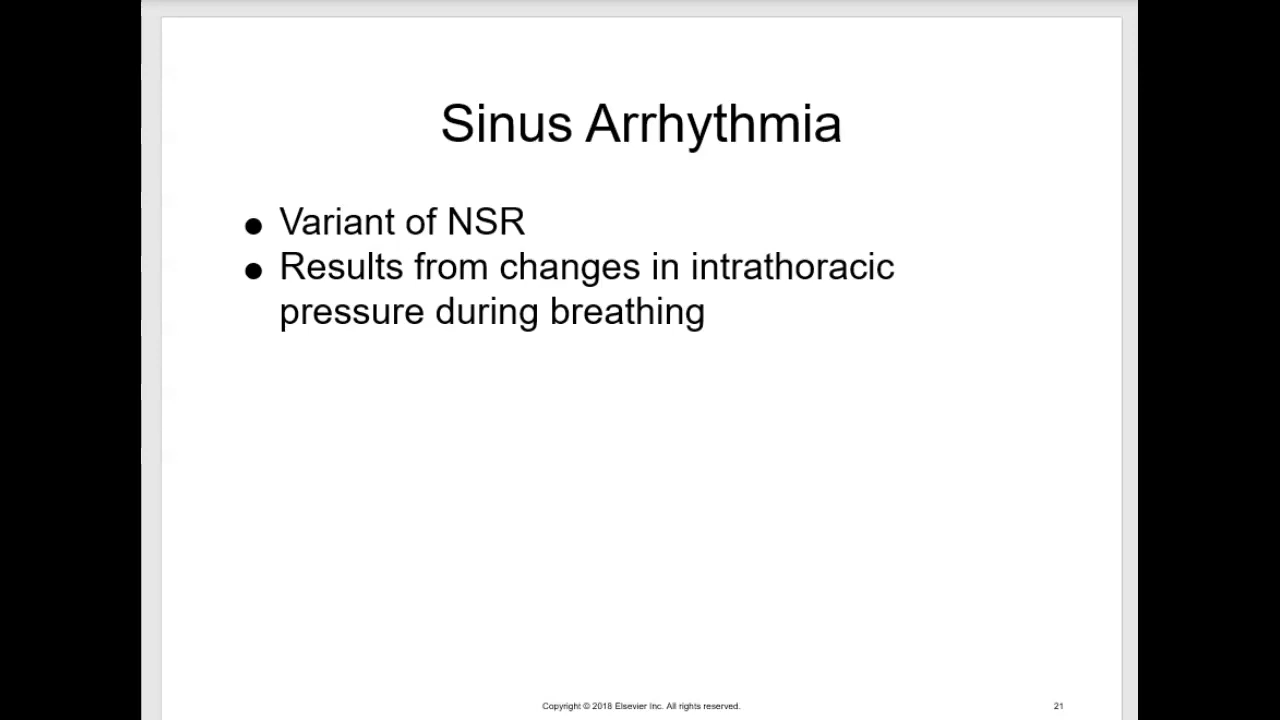 Sinus Arrhythmia
● Variant of NSR
● Results from changes in intrathoracic
pressure during breathing
Copyright © 2018 Elsevier Inc. All rights reserved.
21